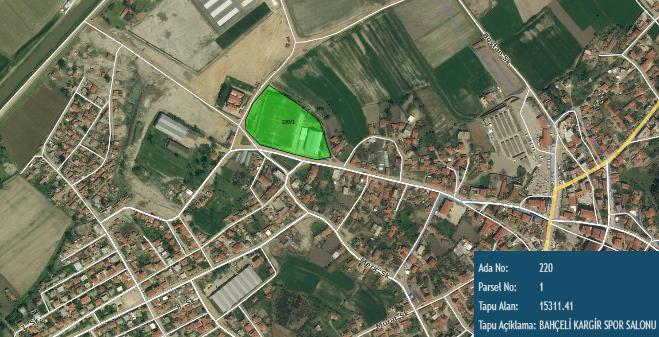 220/1
Ada No: 220
Parsel No: 1
Tapu Alan: 15311.41
Tapu Açıklama: BAHÇELİ KARGİR SPOR SALONU